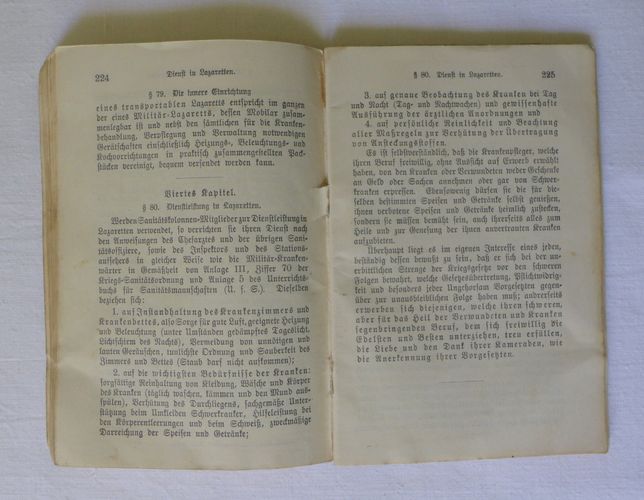 224
Dienst in Lazaretten.
§ 79. Die innere Einrichtung
eines transportablen Lazaretts entspricht im ganzen
der eines Militär-Lazaretts, dessen Mobilar zusam-
menlegbar ist und nebst den sämtlichen für die Kranken-
behandlung, Verpflegung und Verwaltung notwendigen
Gerätschaften einschließlich Heizungs-, Beleuchtungs- und
Kochvorrichtungen in praktisch zusammengestellten Pack-
stücken vereinigt, bequem versendet werden kann.
Viertes Kapitel.
§ 80. Dienstleistung in Lazaretten.
Werden Sanitätskolonnen-Mitglieder zur Dienstleistung in
Lazaretten verwendet, so verrichten sie ihren Dienst nach
den Anweisungen des Chefarztes und der übrigen Sani-
tätsoffiziere, sowie des Inspektors und des Stations-
aufsehers in gleicher Weise wie die Militär-Kranken-
wärter in Gemäßheit von Anlage III, Ziffer 70 der
Kriegs-Sanitätsordnung und Anlage 5 des Unterrichts-
buchs für Sanitätsmannschaften (U. f. S.). Dieselben
beziehen sich:
1. auf Instandhaltung des Krankenzimmers und
Krankenbettes, also Sorge für gute Luft, geeignete Heizung
und Beleuchtung (unter Umständen gedämpftes Tageslicht,
Lichtschirm des Nachts), Vermeidung von unnötigen und
lauten Geräuschen, tunlichste Ordnung und Sauberkeit des
Zimmers und Bettes (Staub darf nicht aufkommen);
2. auf die wichtigsten Bedürfnisse der Kranken:
sorgfältige Reinhaltung von Kleidung, Wäsche und Körper
des Kranken (täglich waschen, kämmen und den Mund aus-
spülen), Verhütung des Durchliegens, sachgemäße Unter-
stützung beim Umkleiden Schwerkranker, Hilfeleistung bei
den Körperentleerungen und beim Schweiß, zweckmäßige
Darreichung der Speisen und Getränke;
§ 80. Dienst in Lazaretten.
225
3. auf genaue Beobachtung des Kranken bei Tag
und Nacht (Tag- und Nachtwachen) und gewissenhafte
Ausführung der ärztlichen Anordnungen und
4. auf persönliche Reinlichkeit und Beachtung
aller Maßregeln zur Verhütung der Übertragung
von Ansteckungsstoffen.
Es ist selbstverständlich, daß die Krankenpfleger, welche
ihren Beruf freiwillig, ohne Aussicht auf Erwerb erwählt
haben, von den Kranken oder Verwundeten weder Geschenke
an Geld oder Sachen annehmen oder gar von Schwer-
kranken erpressen. Ebensowenig dürfen sie die für die-
selben bestimmten Speisen und Getränke selbst genießen,
ihnen verbotene Speisen und Getränke heimlich zustecken,
sondern sie müssen bemüht sein, auch ihrerseits alles zum
Heile und zur Genesung der ihnen anvertrauten Kranken
aufzubieten.
Überhaupt liegt es im eigenen Interesse eines jeden,
beständig dessen bewußt zu sein, daß er sich bei der un-
erbittlichen Strenge der Kriegsgesetze vor den schweren
Folgen bewahrt, welche Gesetzesübertretung, Pflichtwidrig-
keit und besonders jeder Ungehorsam Vorgesetzten gegen-
über zur unausbleiblichen Folge haben muß; andrerseits
erwerben sich diejenigen, welche ihren schweren,
aber für das Heil der Verwundeten und Kranken
segenbringenden Beruf, dem sich freiwillig die
Edelsten und Besten unterziehen, treu erfüllen,
die Liebe und den Dank ihrer Kameraden, wie
die Anerkennung ihrer Vorgesetzten.